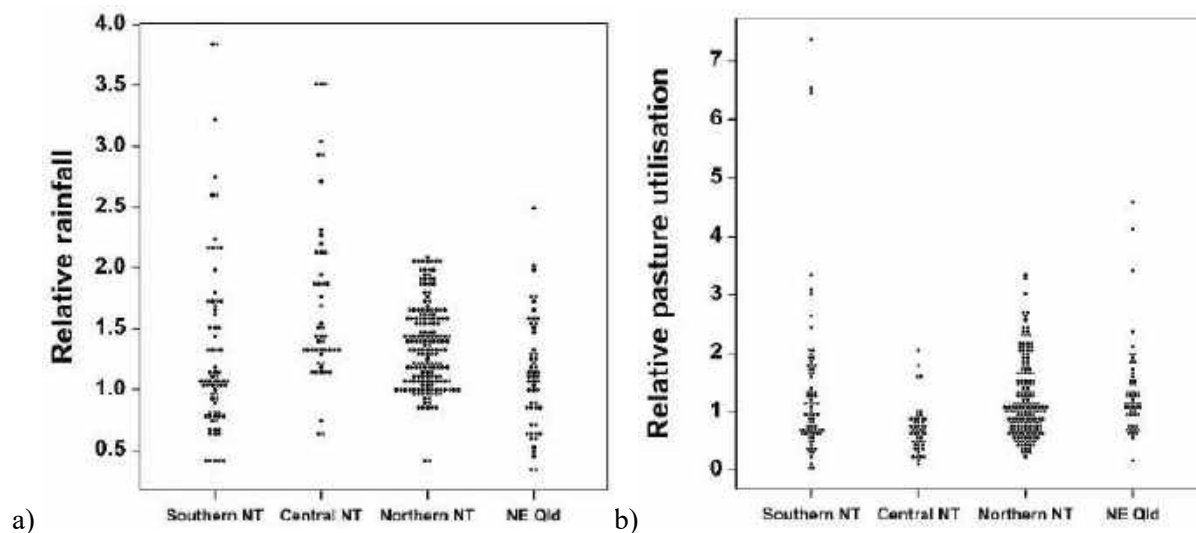 Relative rainfall
4.0
3.5
3.0
2.5
2.0
1.5
1.0
0.5
Southern NT Central NT Northern NT NE Qld
a)
Relative pasture utilisation
7
6
5
4
3
2
1
0
Southern NT Central NT Northern NT NE Qld
b)